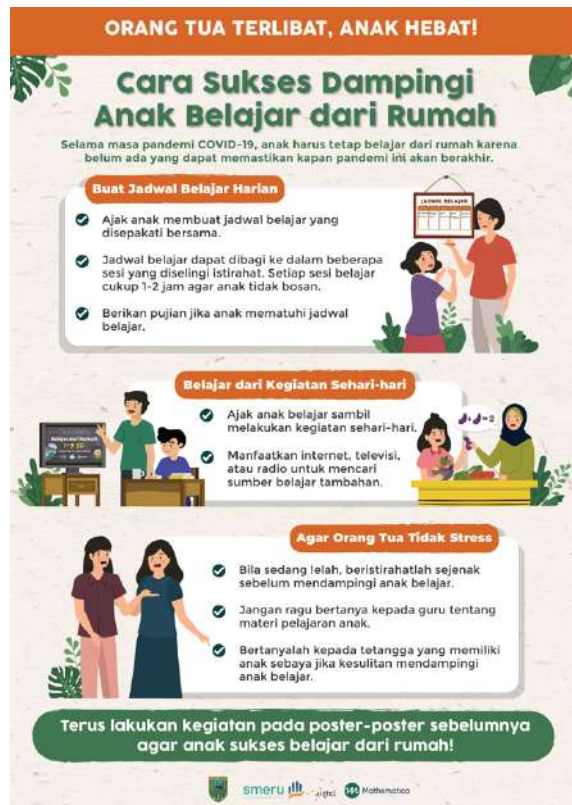 ORANG TUA TERLIBAT, ANAK HEBAT!
Cara Sukses Dampingi
Anak Belajar dari Rumah
Selama masa pandemi COVID-19, anak harus tetap belajar dari rumah karena
belum ada yang dapat memastikan kapan pandemi ini akan berakhir.
Buat Jadwal Belajar Harian
Ajak anak membuat jadwal belajar yang
disepakati bersama.
Jadwal belajar dapat dibagi ke dalam beberapa
sesi yang diselingi istirahat. Setiap sesi belajar
cukup 1-2 jam agar anak tidak bosan.
Berikan pujian jika anak mematuhi jadwal
belajar.
JADWAL BELAJAR
Belajar dari Kegiatan Sehari-hari
Ajak anak belajar sambil
melakukan kegiatan sehari-hari.
Manfaatkan internet, televisi,
atau radio untuk mencari
sumber belajar tambahan.
Belajar dari Rumah
Agar Orang Tua Tidak Stress
Bila sedang lelah, beristirahatlah sejenak
sebelum mendampingi anak belajar.
Jangan ragu bertanya kepada guru tentang
materi pelajaran anak.
Bertanyalah kepada tetangga yang memiliki
anak sebaya jika kesulitan mendampingi
anak belajar.
Terus lakukan kegiatan pada poster-poster sebelumnya
agar anak sukses belajar dari rumah!
smeru
Mathematica